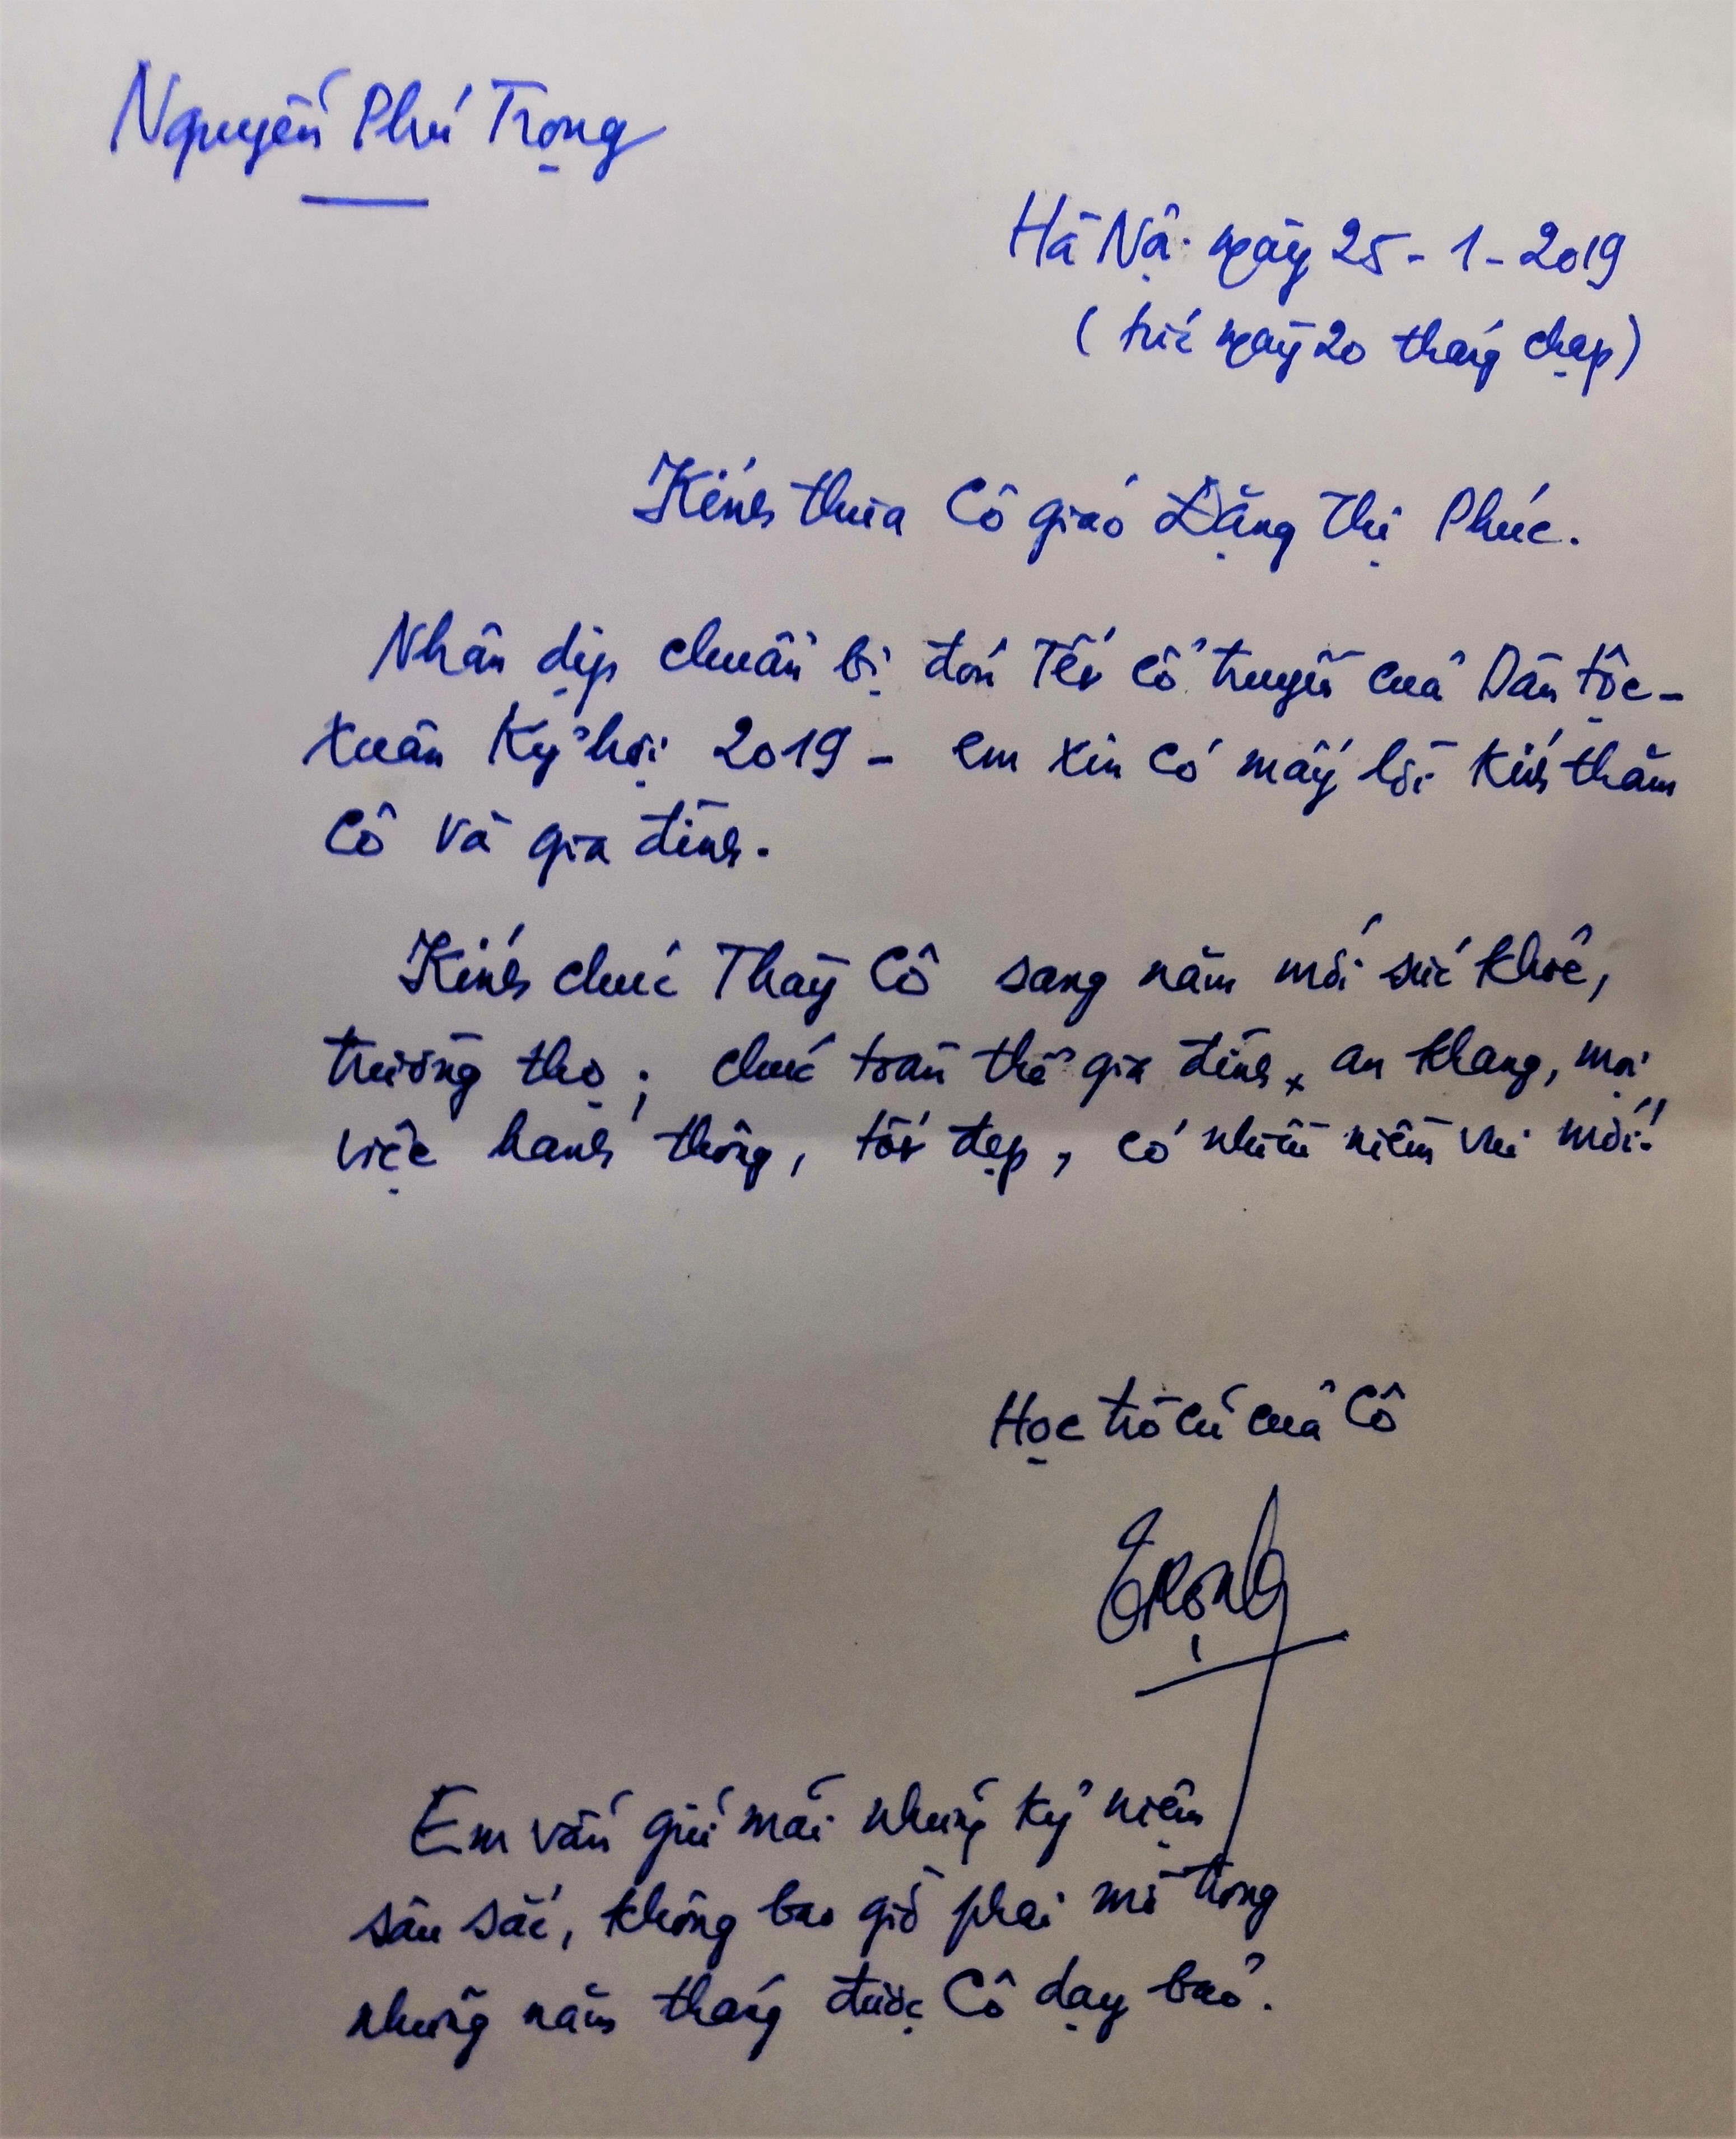 Nguyễn Phú Trọng
Hà Nội ngày 25-1-2019
(tức ngày 20 tháng chạp)
Kính thưa Cô giáo Đặng Thị Phúc.
Nhân dịp chuẩn bị đón Tết cổ truyền của Dân tộc -
Xuân Kỷ hợi 2019 - em xin có mấy lời kính thăm
Cô và gia đình.
Kính chúc Thày Cô sang năm mới sức khỏe,
trường thọ; chúc toàn thể gia đình an khang, mọi
việc hanh thông, tốt đẹp, có nhiều niềm vui mới!
Học trò cũ của Cô
Trọng
Em vẫn giữ mãi những kỷ niệm
sâu sắc, không bao giờ phai mờ trong
những năm tháng được Cô dạy bảo.